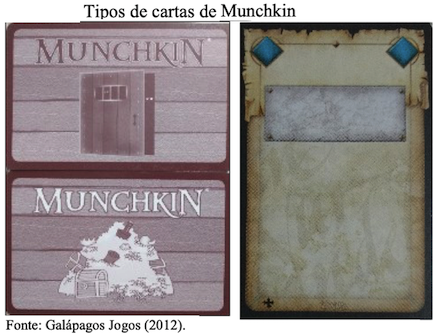 Tipos de cartas de Munchkin
MUNCHKIN
MUNCHKIN
Fonte: Galápagos Jogos (2012).